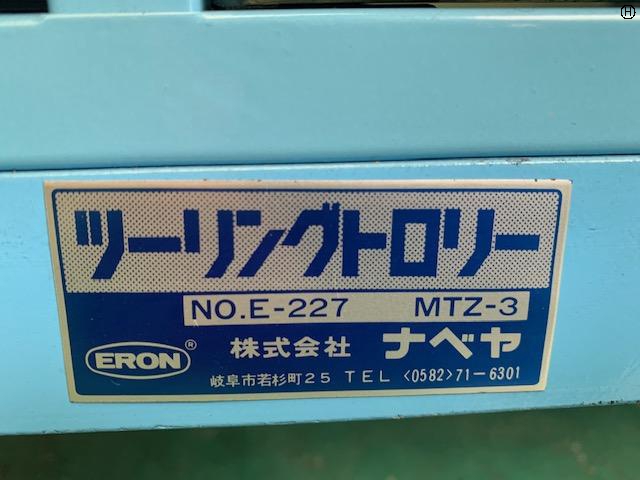 Ⓗ
ツーリングトロリー
NO.E-227 MTZ-3
ERON® 株式会社 ナベヤ
岐阜市若杉町25 TEL <0582>71-6301